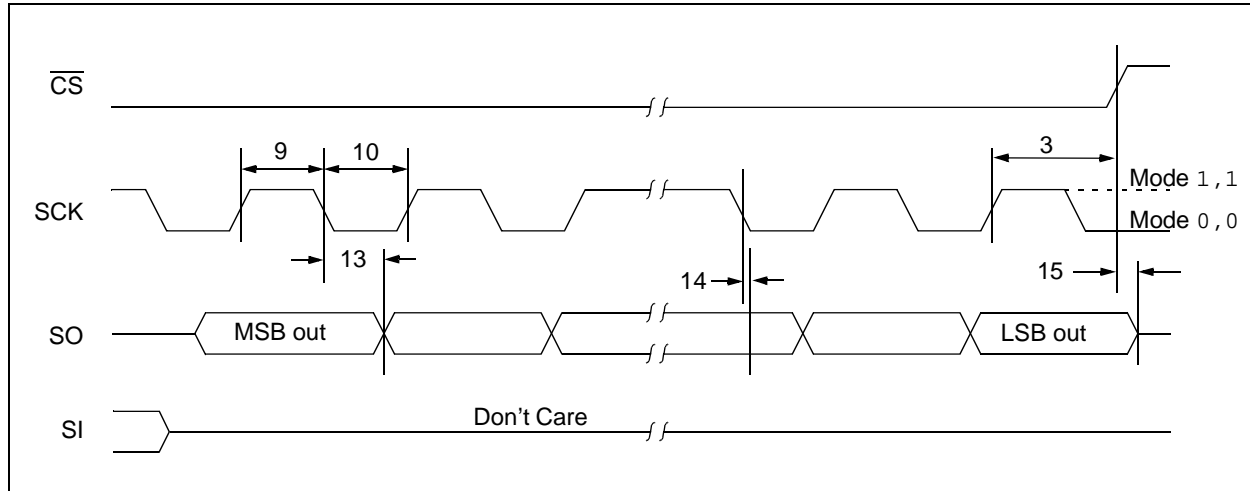 CS
9
10
3
Mode 1,1
SCK
Mode 0,0
13
14
15
SO
MSB out
LSB out
Don't Care
SI